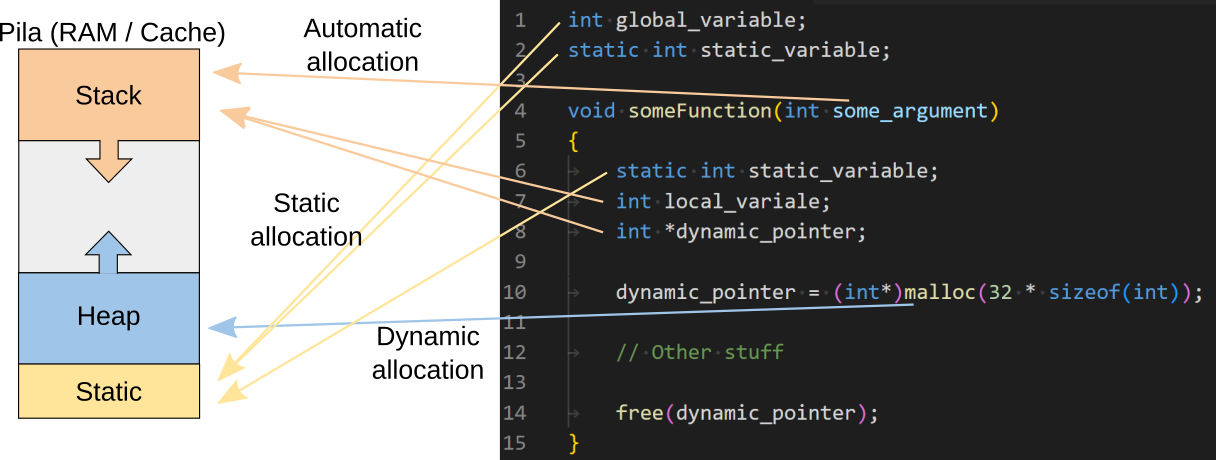 Pila (RAM / Cache)
Stack
Heap
Static
Automatic
allocation
Static
allocation
Dynamic
allocation
1 int global_variable;
2 static int static_variable;
3
4 void someFunction(int some_argument)
5 {
6 static int static_variable;
7 int local_variale;
8 int *dynamic_pointer;
9
10 dynamic_pointer = (int*)malloc(32 * sizeof(int));
11
12 // Other stuff
13
14 free(dynamic_pointer);
15 }